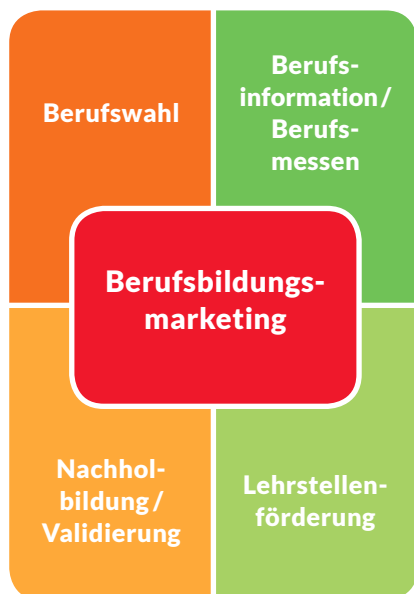 Berufswahl
Berufs-
information/
Berufs-
messen
Berufsbildungs-
marketing
Nachhol-
bildung/
Validierung
Lehrstellen-
förderung